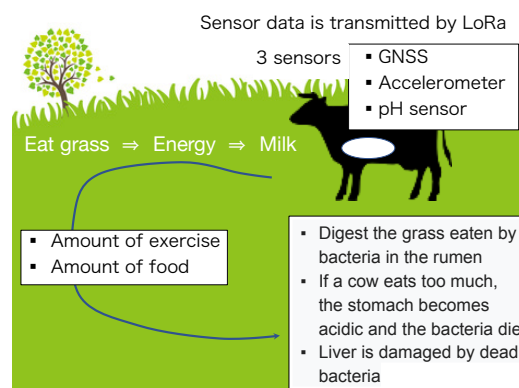 Sensor data is transmitted by LoRa
3 sensors
▪ GNSS
▪ Accelerometer
▪ pH sensor
Eat grass ⇒ Energy ⇒ Milk
▪ Amount of exercise
▪ Amount of food
▪ Digest the grass eaten by
bacteria in the rumen
▪ If a cow eats too much,
the stomach becomes
acidic and the bacteria die
▪ Liver is damaged by dead
bacteria